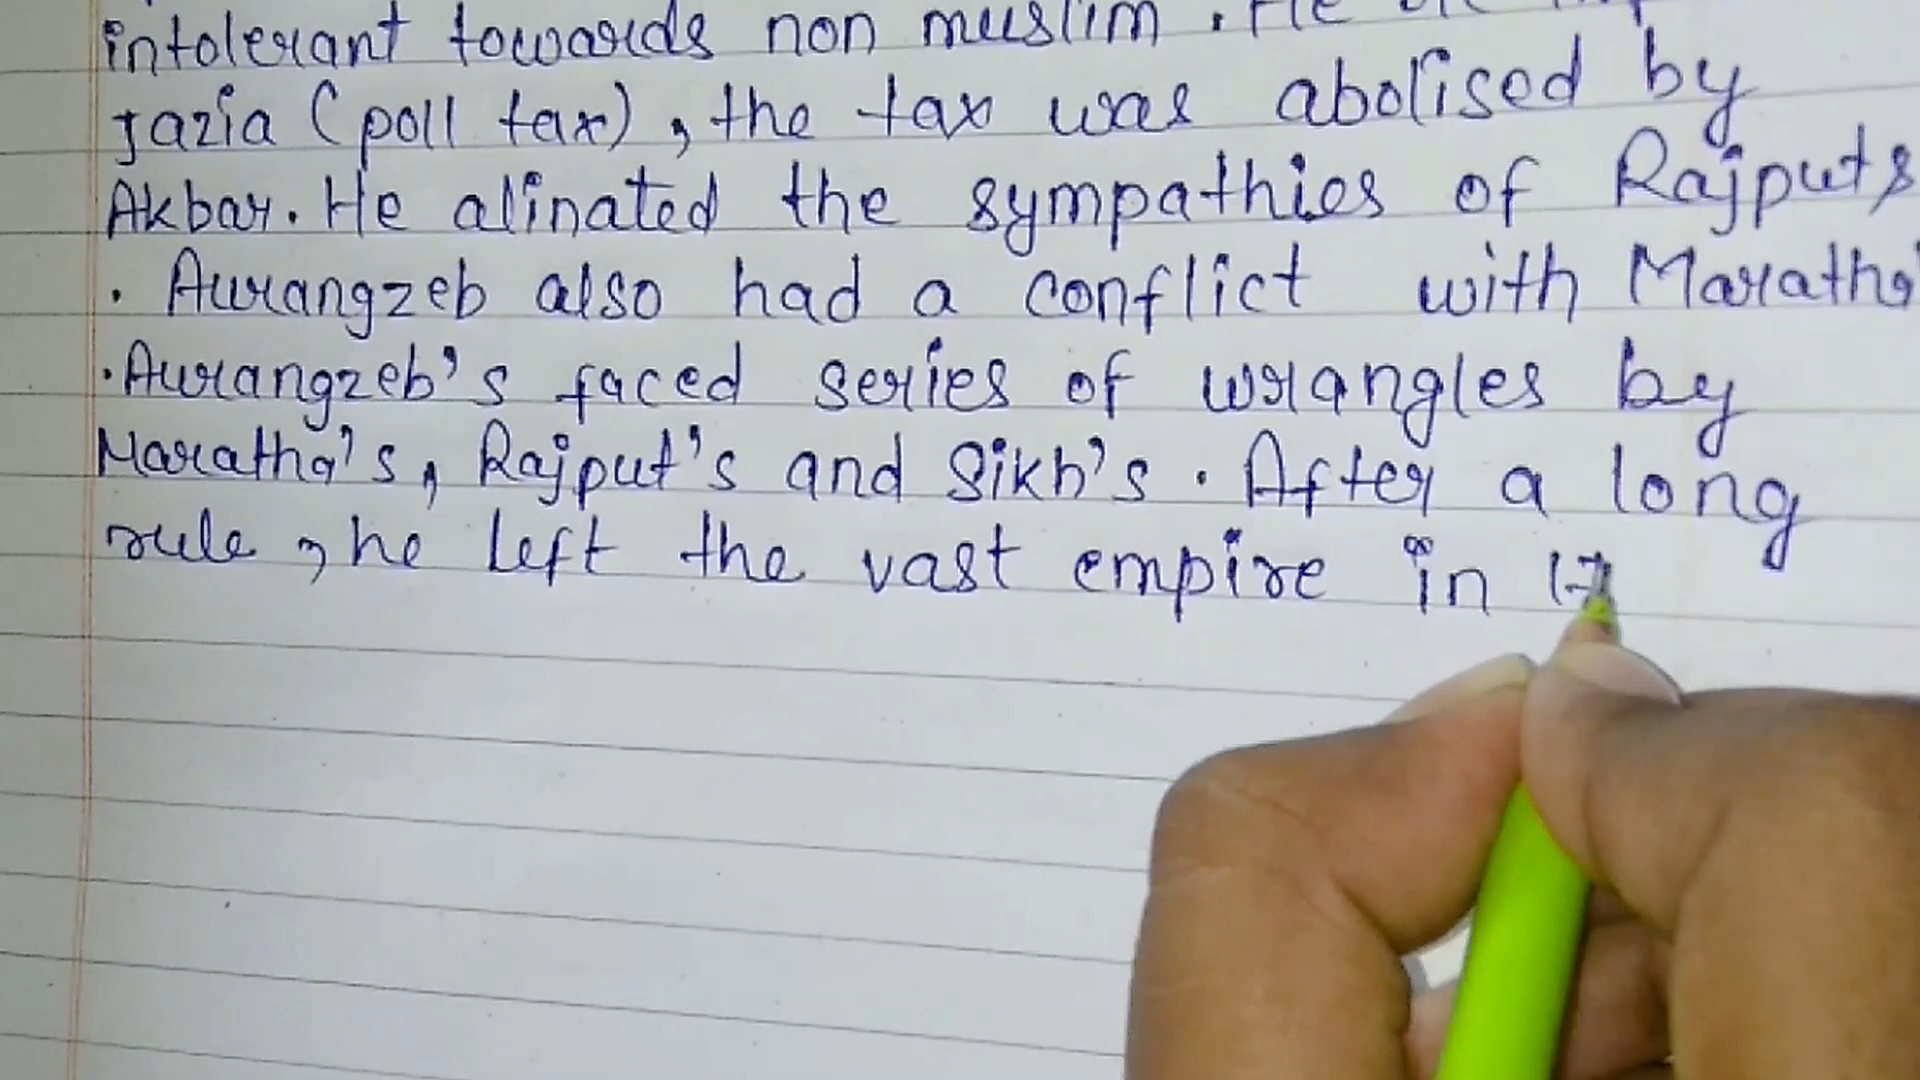 intolerant towards non muslim . He
Jazia (poll tax) , the tax was abolised by
Akbar. He alinated the sympathies of Rajputs
. Aurangzeb also had a conflict with Maratha
. Aurangzeb's faced series of wrangles by
Maratha's , Rajput's and Sikh's . After a long
rule , he left the vast empire in 17